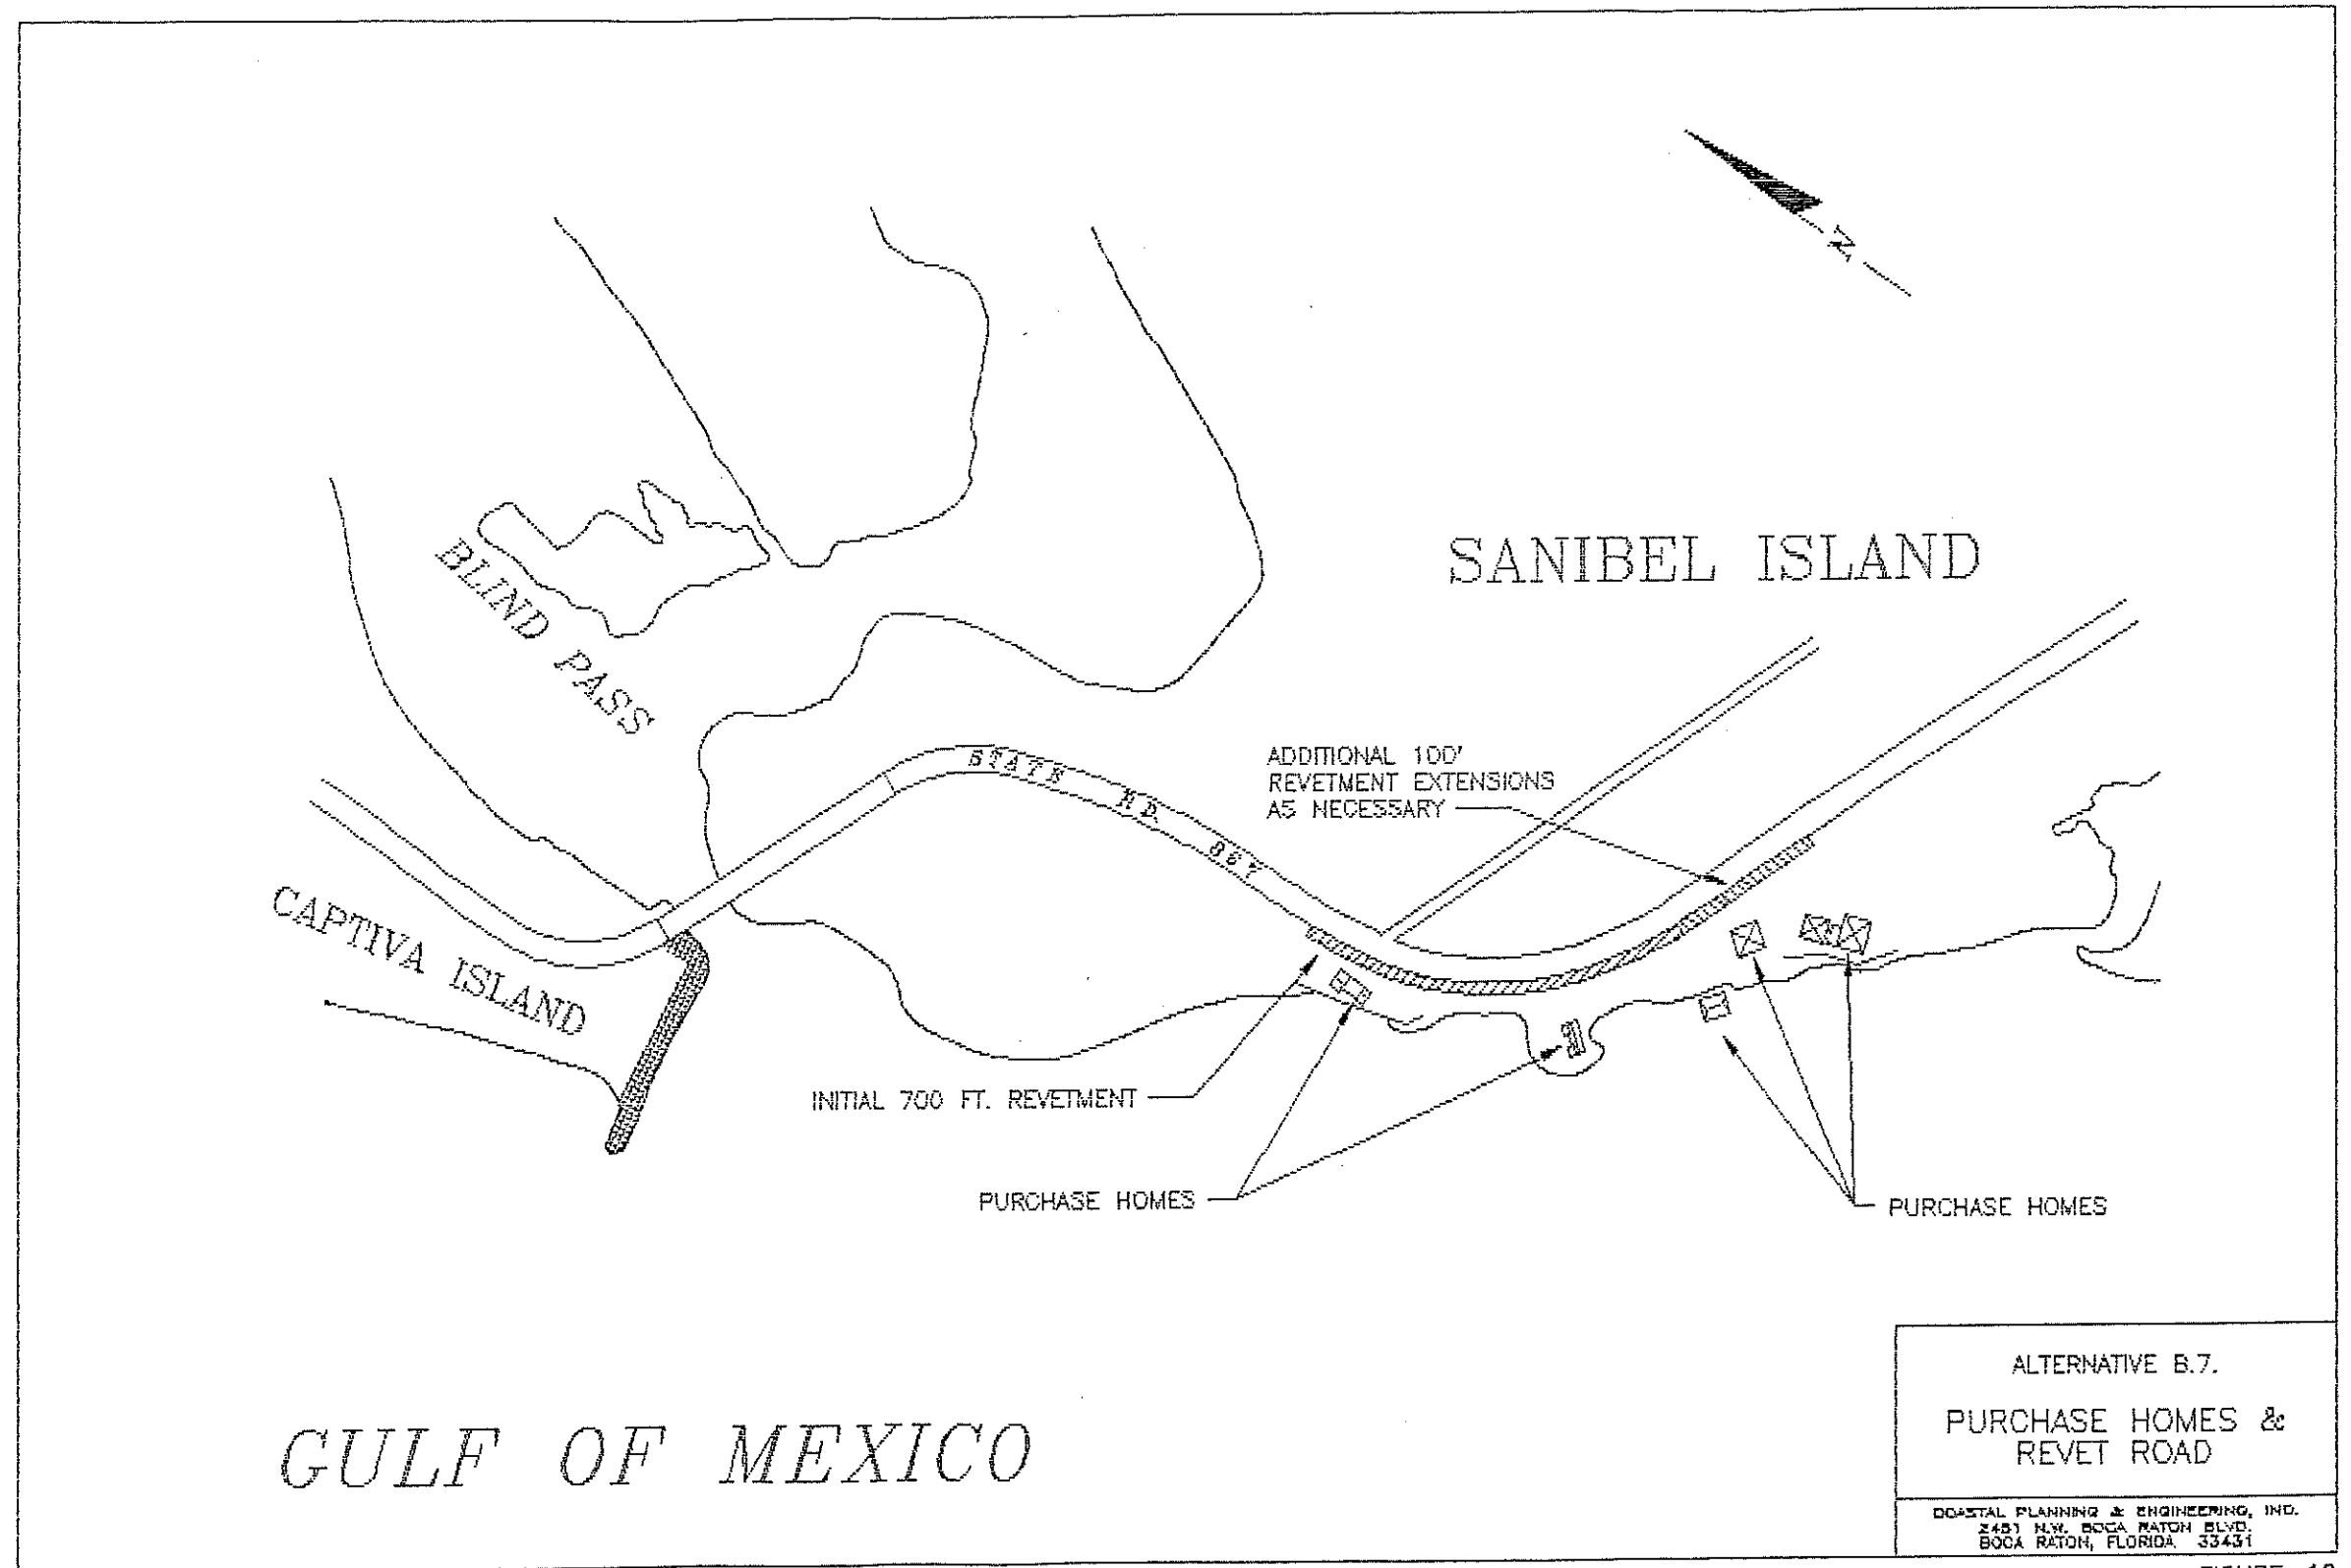 N
SANIBEL ISLAND
BLIND PASS
STATE RD. 867
ADDITIONAL 100'
REVETMENT EXTENSIONS
AS NECESSARY
CAPTIVA ISLAND
INITIAL 700 FT. REVETMENT
PURCHASE HOMES
PURCHASE HOMES
GULF OF MEXICO
ALTERNATIVE B.7.
PURCHASE HOMES &
REVET ROAD
COASTAL PLANNING & ENGINEERING, INC.
2481 N.W. BOCA RATON BLVD.
BOCA RATON, FLORIDA 33431